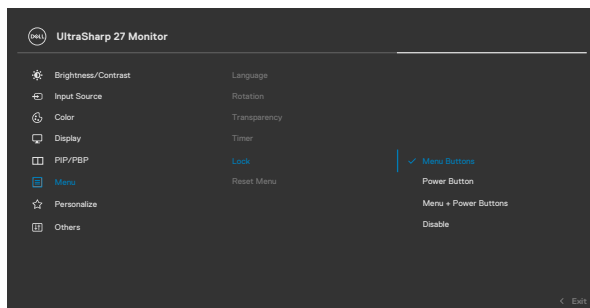 DELL UltraSharp 27 Monitor
Brightness/Contrast
Input Source
Color
Display
PIP/PBP
Menu
Personalize
Others
Language
Rotation
Transparency
Timer
Lock
Reset Menu
Menu Buttons
Power Button
Menu + Power Buttons
Disable
Exit